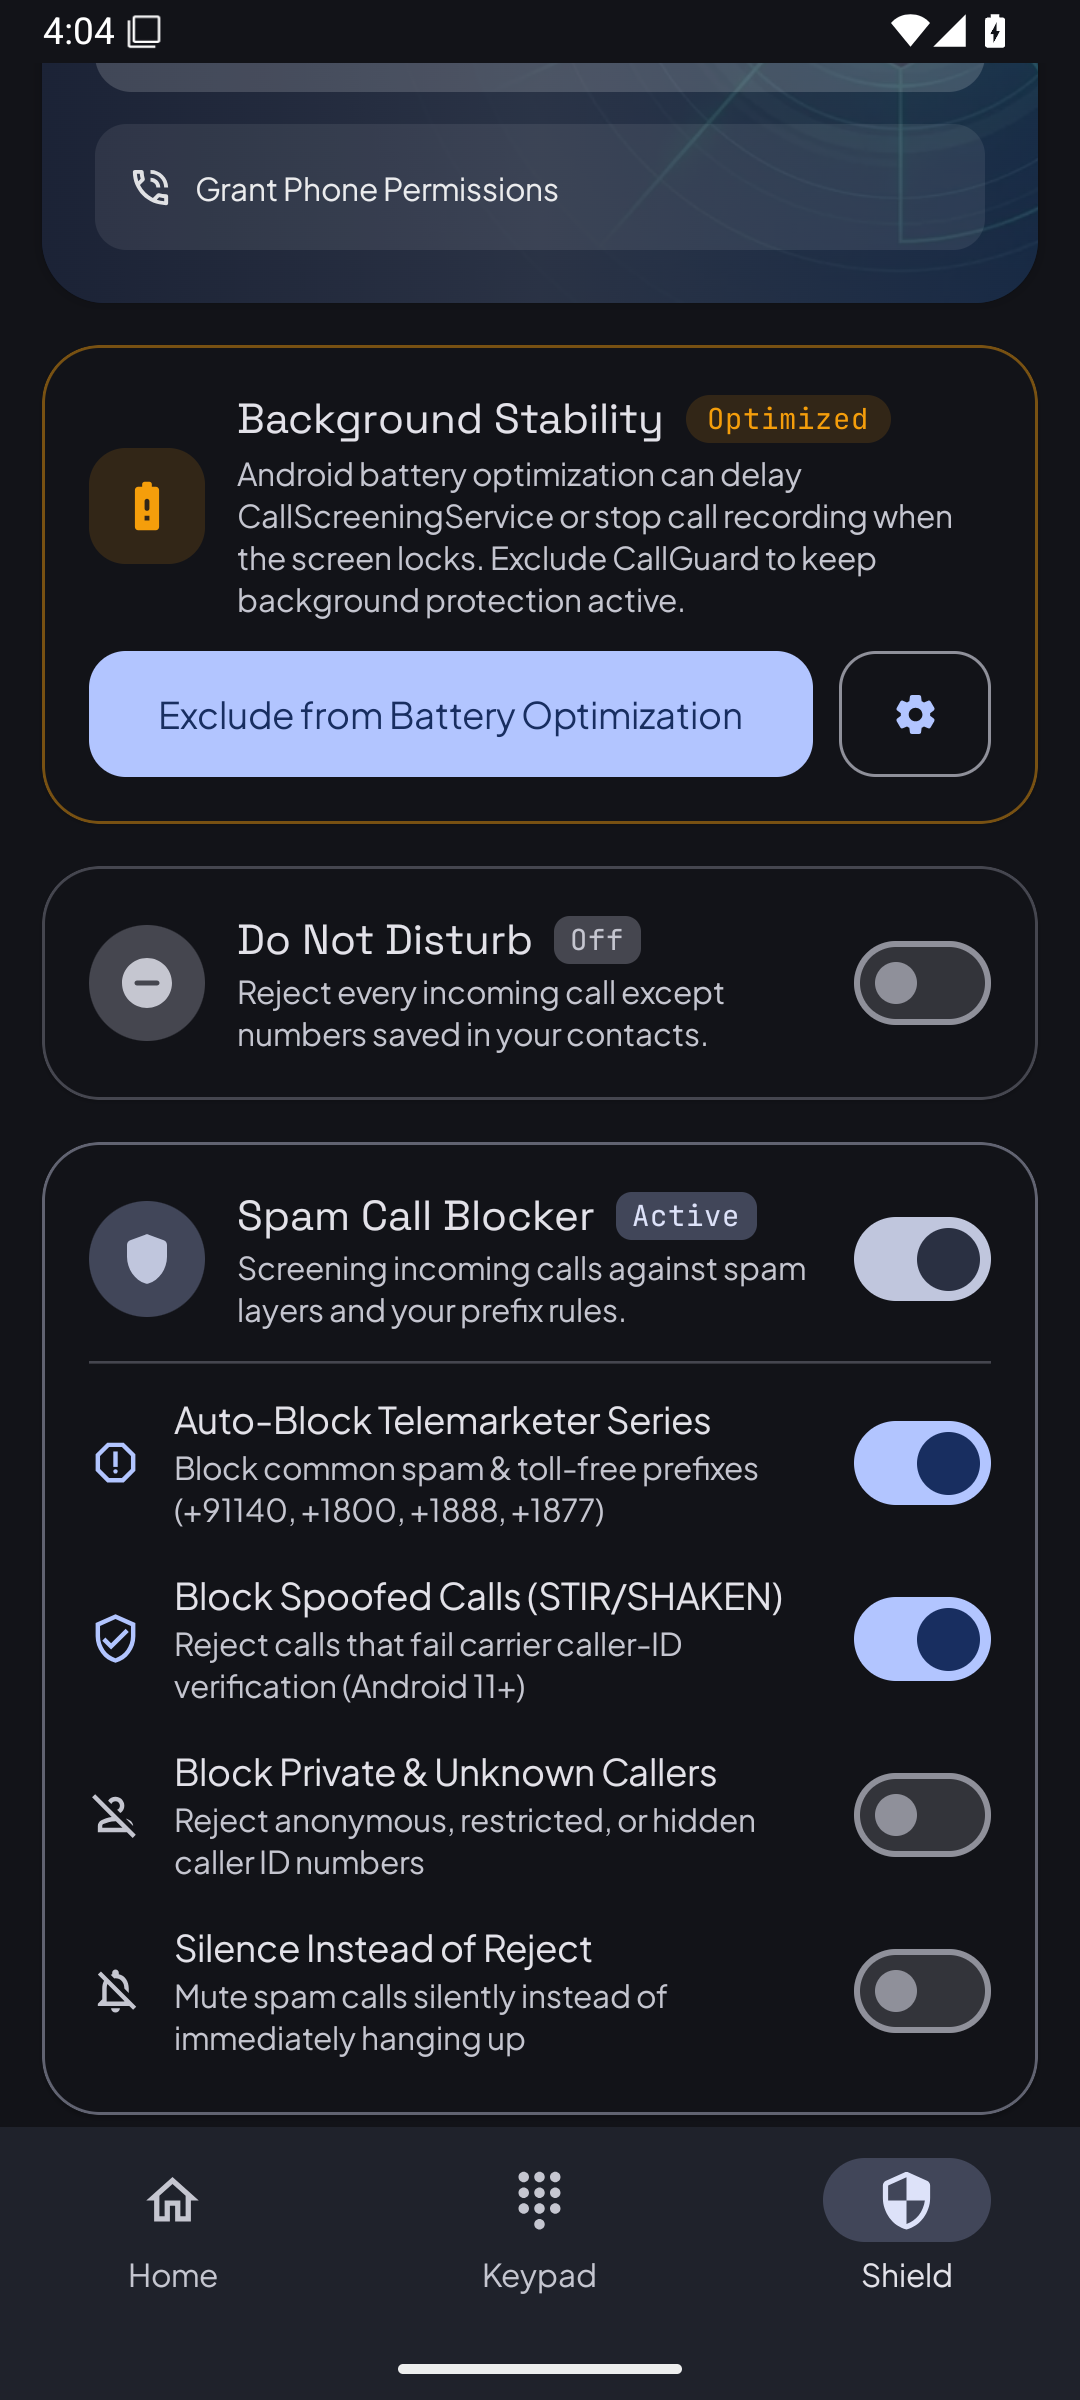 4:04
Grant Phone Permissions
Background Stability Optimized
Android battery optimization can delay
CallScreeningService or stop call recording when
the screen locks. Exclude CallGuard to keep
background protection active.
Exclude from Battery Optimization
Do Not Disturb Off
Reject every incoming call except
numbers saved in your contacts.
Spam Call Blocker Active
Screening incoming calls against spam
layers and your prefix rules.
Auto-Block Telemarketer Series
Block common spam & toll-free prefixes
(+91140, +1800, +1888, +1877)
Block Spoofed Calls (STIR/SHAKEN)
Reject calls that fail carrier caller-ID
verification (Android 11+)
Block Private & Unknown Callers
Reject anonymous, restricted, or hidden
caller ID numbers
Silence Instead of Reject
Mute spam calls silently instead of
immediately hanging up
Home Keypad Shield